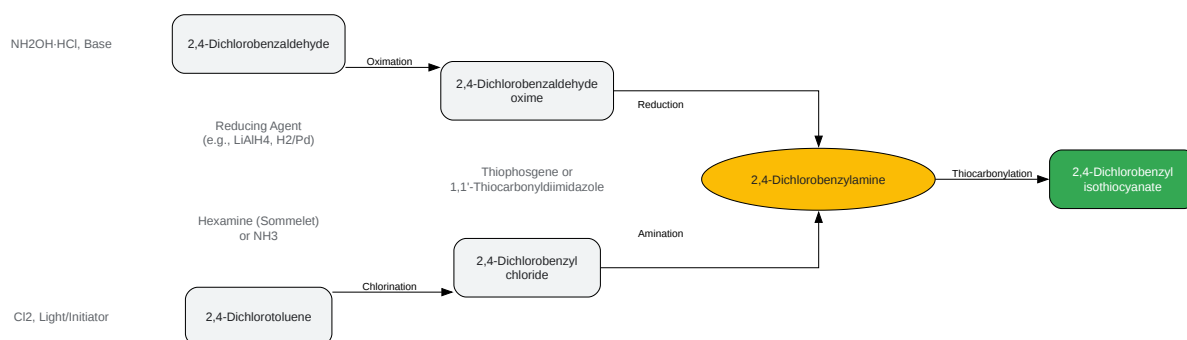 NH2OH·HCl, Base
2,4-Dichlorobenzaldehyde
Oximation
2,4-Dichlorobenzaldehyde
oxime
Reduction
Reducing Agent
(e.g., LiAlH4, H2/Pd)
Thiophosgene or
1,1'-Thiocarbonyldiimidazole
2,4-Dichlorobenzylamine
Thiocarbonylation
2,4-Dichlorobenzyl
isothiocyanate
Hexamine (Sommelet)
or NH3
Amination
2,4-Dichlorobenzyl
chloride
Chlorination
2,4-Dichlorotoluene
Cl2, Light/Initiator